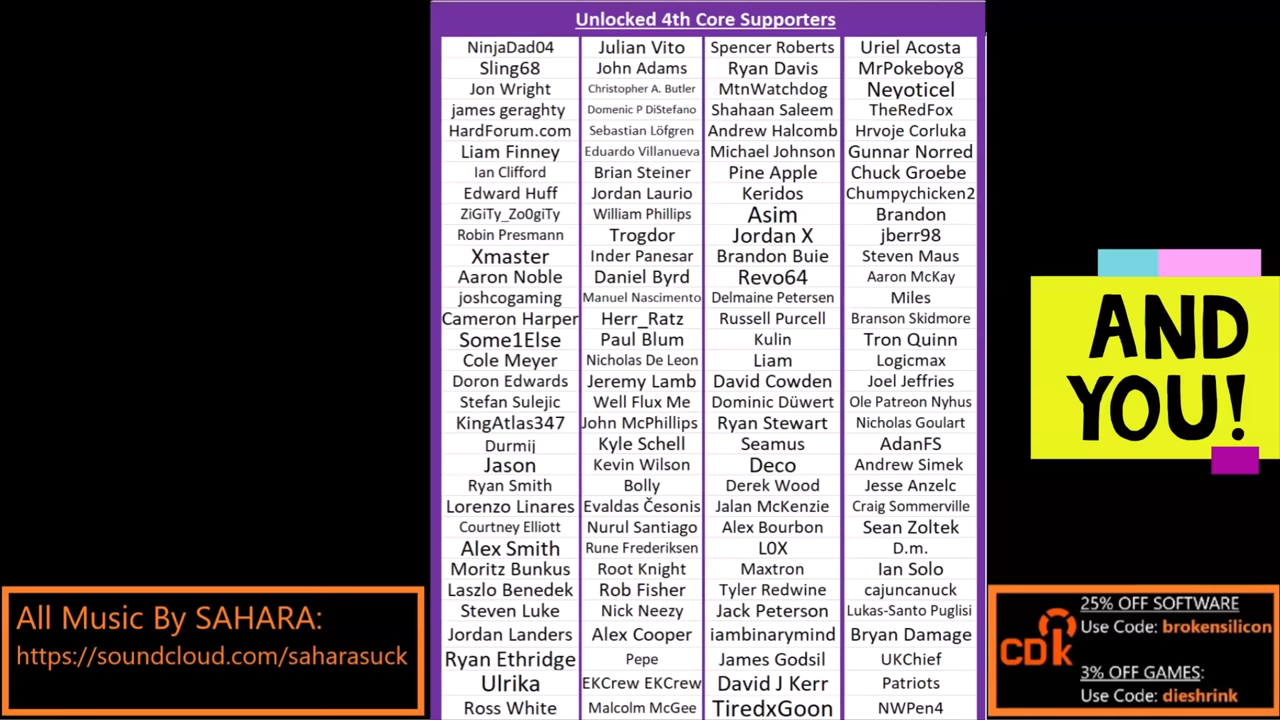 Unlocked 4th Core Supporters
NinjaDad04 Julian Vito Spencer Roberts Uriel Acosta
Sling68 John Adams Ryan Davis MrPokeboy8
Jon Wright Christopher A. Butler MtnWatchdog Neyoticel
james geraghty Domenic P DiStefano Shahaan Saleem TheRedFox
HardForum.com Sebastian Löfgren Andrew Halcomb Hrvoje Corluka
Liam Finney Eduardo Villanueva Michael Johnson Gunnar Norred
Ian Clifford Brian Steiner Pine Apple Chuck Groebe
Edward Huff Jordan Laurio Keridos Chumpychicken2
ZiGiTy_Zo0giTy William Phillips Asim Brandon
Robin Presmann Trogdor Jordan X jberr98
Xmaster Inder Panesar Brandon Buie Steven Maus
Aaron Noble Daniel Byrd Revo64 Aaron McKay
joshcogaming Manuel Nascimento Delmaine Petersen Miles
Cameron Harper Herr_Ratz Russell Purcell Branson Skidmore
Some1Else Paul Blum Kulin Tron Quinn
Cole Meyer Nicholas De Leon Liam Logicmax
Doron Edwards Jeremy Lamb David Cowden Joel Jeffries
Stefan Sulejic Well Flux Me Dominic Düwert Ole Patreon Nyhus
KingAtlas347 John McPhillips Ryan Stewart Nicholas Goulart
Durmij Kyle Schell Seamus AdanFS
Jason Kevin Wilson Deco Andrew Simek
Ryan Smith Bolly Derek Wood Jesse Anzelc
Lorenzo Linares Evaldas Česonis Jalan McKenzie Craig Sommerville
Courtney Elliott Nurul Santiago Alex Bourbon Sean Zoltek
Alex Smith Rune Frederiksen L0X D.m.
Moritz Bunkus Root Knight Maxtron Ian Solo
Laszlo Benedek Rob Fisher Tyler Redwine cajuncanuck
Steven Luke Nick Neezy Jack Peterson Lukas-Santo Puglisi
Jordan Landers Alex Cooper iambinarymind Bryan Damage
Ryan Ethridge Pepe James Godsil UKChief
Ulrika EKCrew EKCrew David J Kerr Patriots
Ross White Malcolm McGee TiredxGoon NWPen4
AND
YOU!
All Music By SAHARA:
https://soundcloud.com/saharasuck
CDk
25% OFF SOFTWARE
Use Code: brokensilicon
3% OFF GAMES:
Use Code: dieshrink